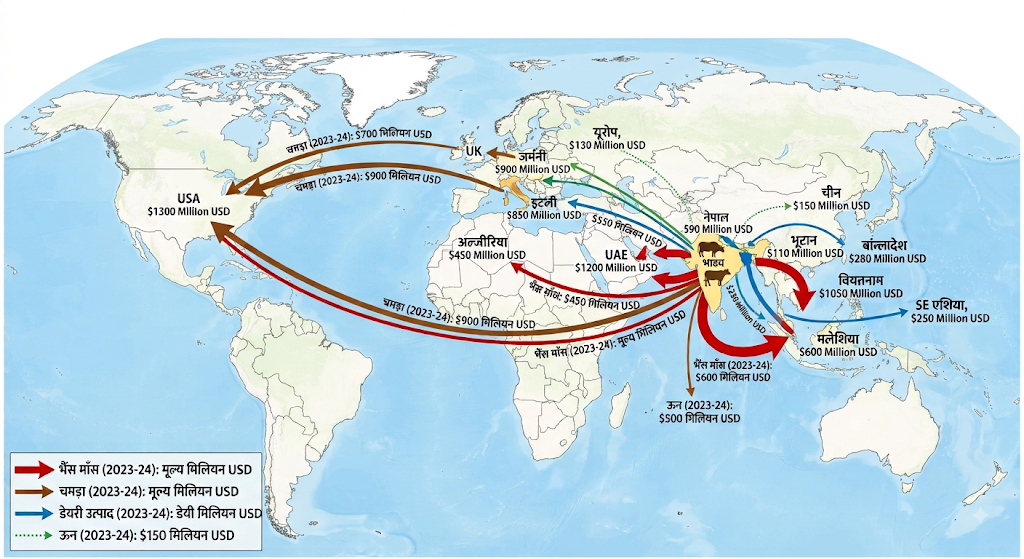 चमड़ा (2023-24): $700 मिलियन USD
UK
जर्मनी
$900 Million USD
यूरोप,
$130 Million USD
चमड़ा (2023-24): $900 मिलियन USD
USA
$1300 Million USD
इटली
$850 Million USD
$550 मिलियन USD
चीन
$150 Million USD
नेपाल
590 Million USD
भूटान
$110 Million USD
बांन्लादेश
$280 Million USD
अल्जीरिया
$450 Million USD
UAE
$1200 Million USD
वियतनाम
$1050 Million USD
भैंस माँस: $450 मिलियन USD
SE एशिया,
$250 Million USD
चमड़ा (2023-24): $900 मिलियन USD
भैंस माँस (2023-24): मूल्य मिलियन USD
मलेशिया
$600 Million USD
भैंस माँस (2023-24):
$600 मिलियन USD
ऊन (2023-24):
$500 मिलियन USD
भैंस माँस (2023-24): मूल्य मिलियन USD
चमड़ा (2023-24): मूल्य मिलियन USD
डेयरी उत्पाद (2023-24): डेयी मिलियन USD
ऊन (2023-24): $150 मिलियन USD